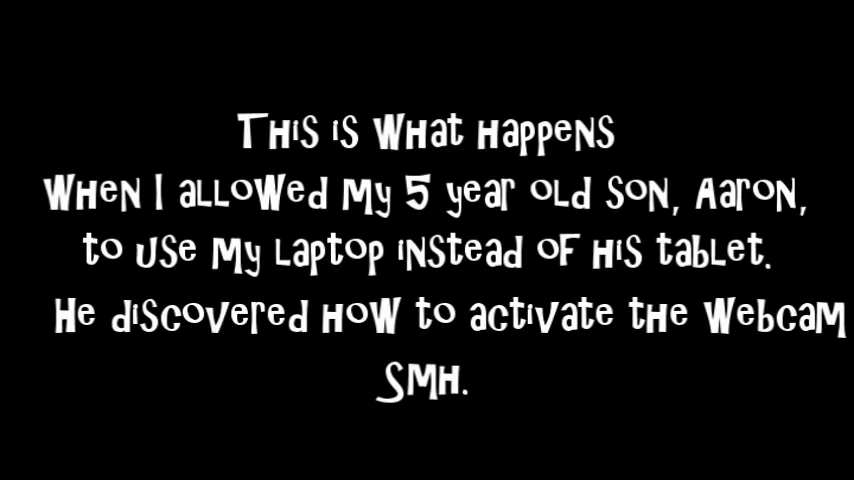 This is what happens
when I allowed my 5 year old son, Aaron,
to use my laptop instead of his tablet.
He discovered how to activate the webcam
SMH.